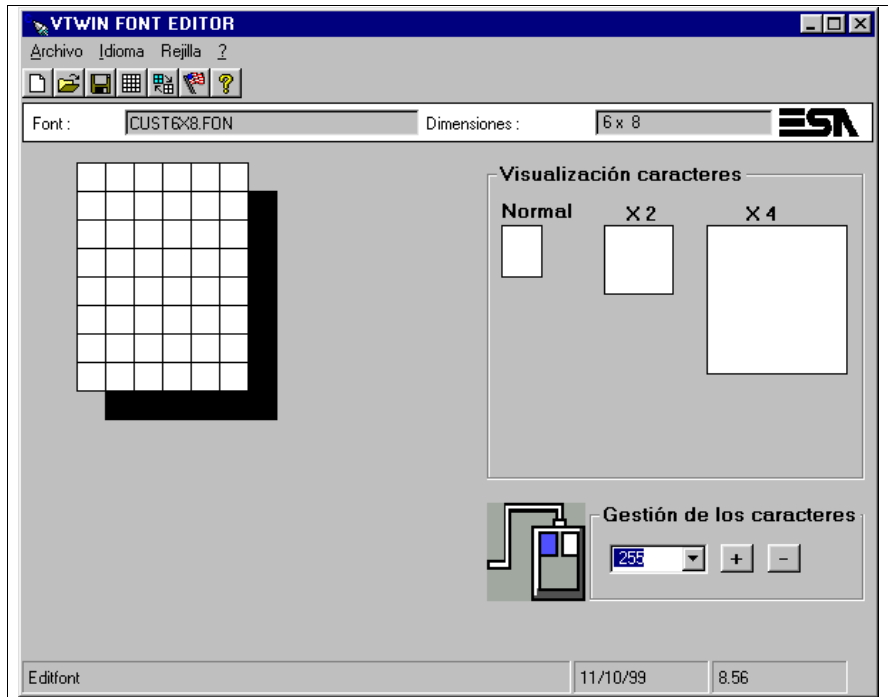 VTWIN FONT EDITOR
Archivo Idioma Rejilla ?
Font : CUST6X8.FON Dimensiones : 6 x 8 ESA
Visualización caracteres
Normal X 2 X 4
Gestión de los caracteres
255 + -
Editfont 11/10/99 8.56